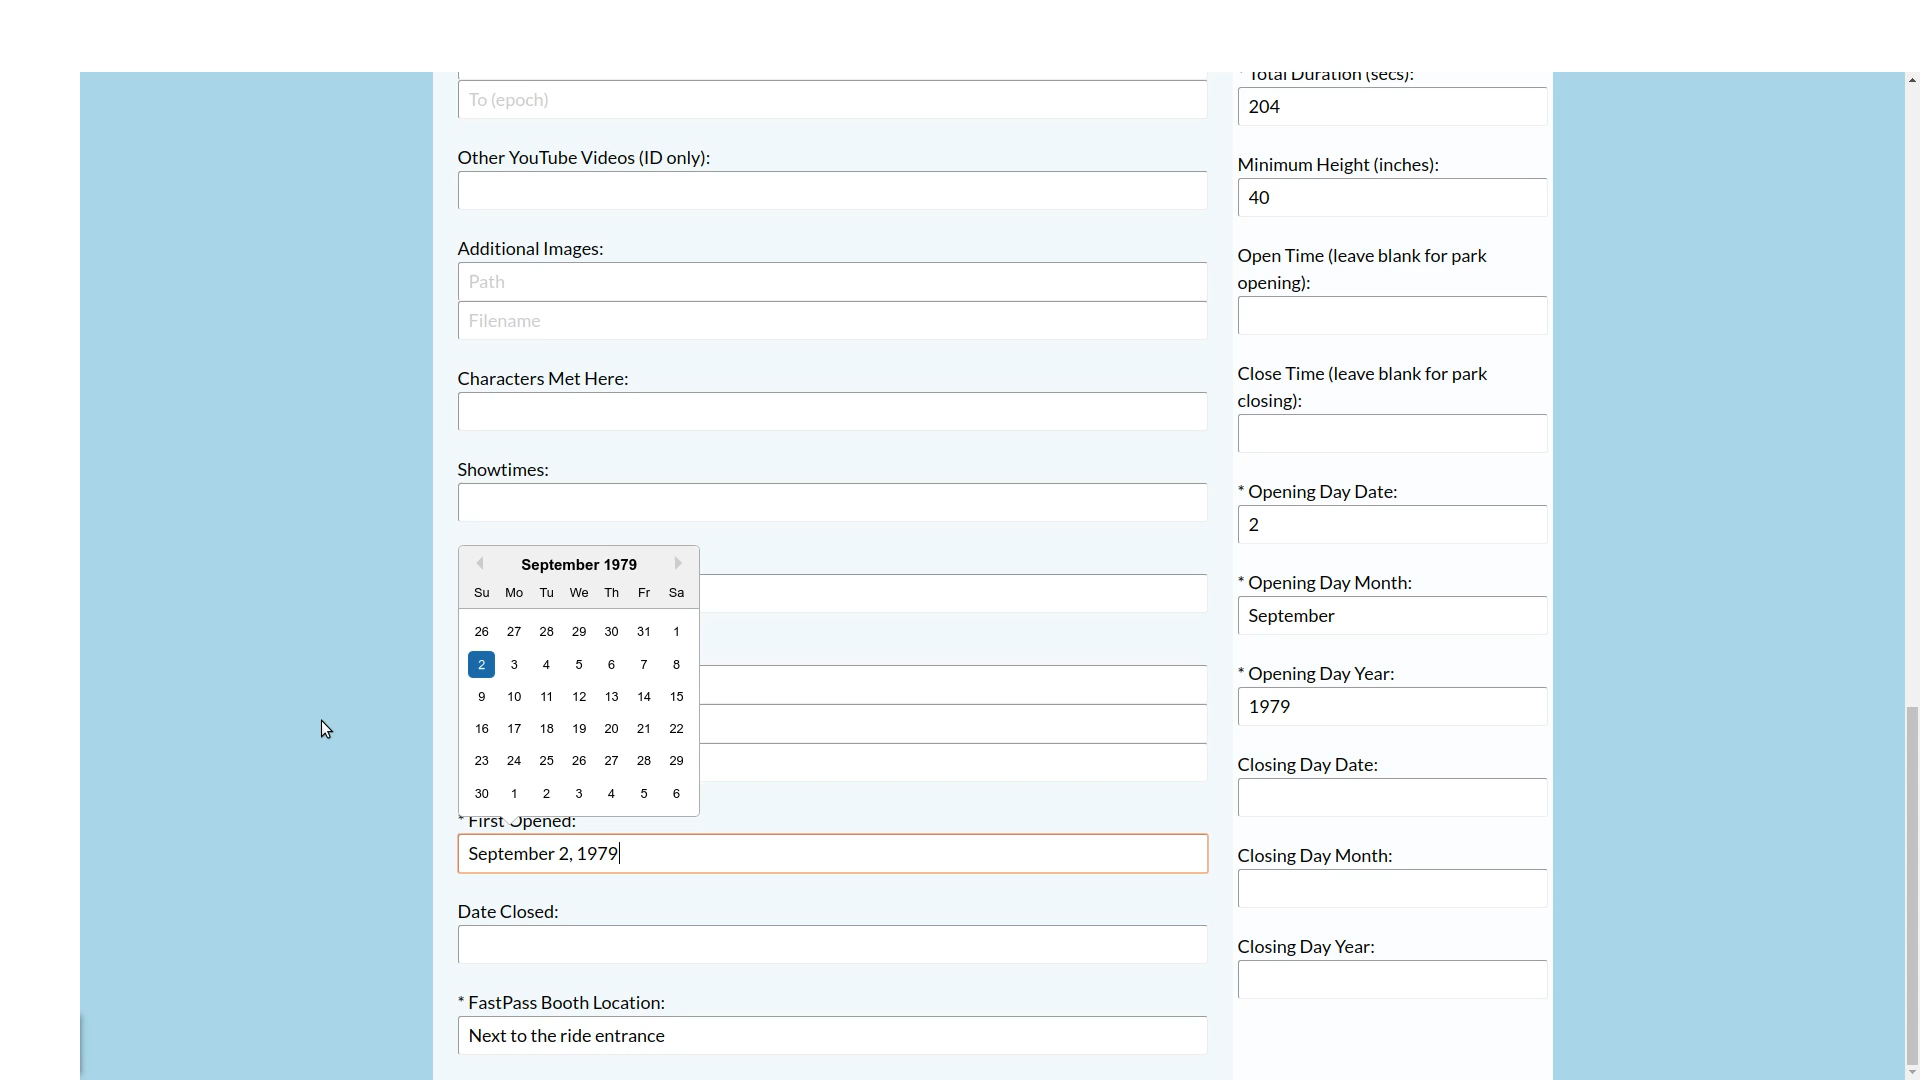 To (epoch)
Other YouTube Videos (ID only):
Additional Images:
Path
Filename
Characters Met Here:
Showtimes:
September 1979
Su Mo Tu We Th Fr Sa
26 27 28 29 30 31 1
2 3 4 5 6 7 8
9 10 11 12 13 14 15
16 17 18 19 20 21 22
23 24 25 26 27 28 29
30 1 2 3 4 5 6
* First Opened:
September 2, 1979
Date Closed:
* FastPass Booth Location:
Next to the ride entrance
* Total Duration (secs):
204
Minimum Height (inches):
40
Open Time (leave blank for park
opening):
Close Time (leave blank for park
closing):
* Opening Day Date:
2
* Opening Day Month:
September
* Opening Day Year:
1979
Closing Day Date:
Closing Day Month:
Closing Day Year: